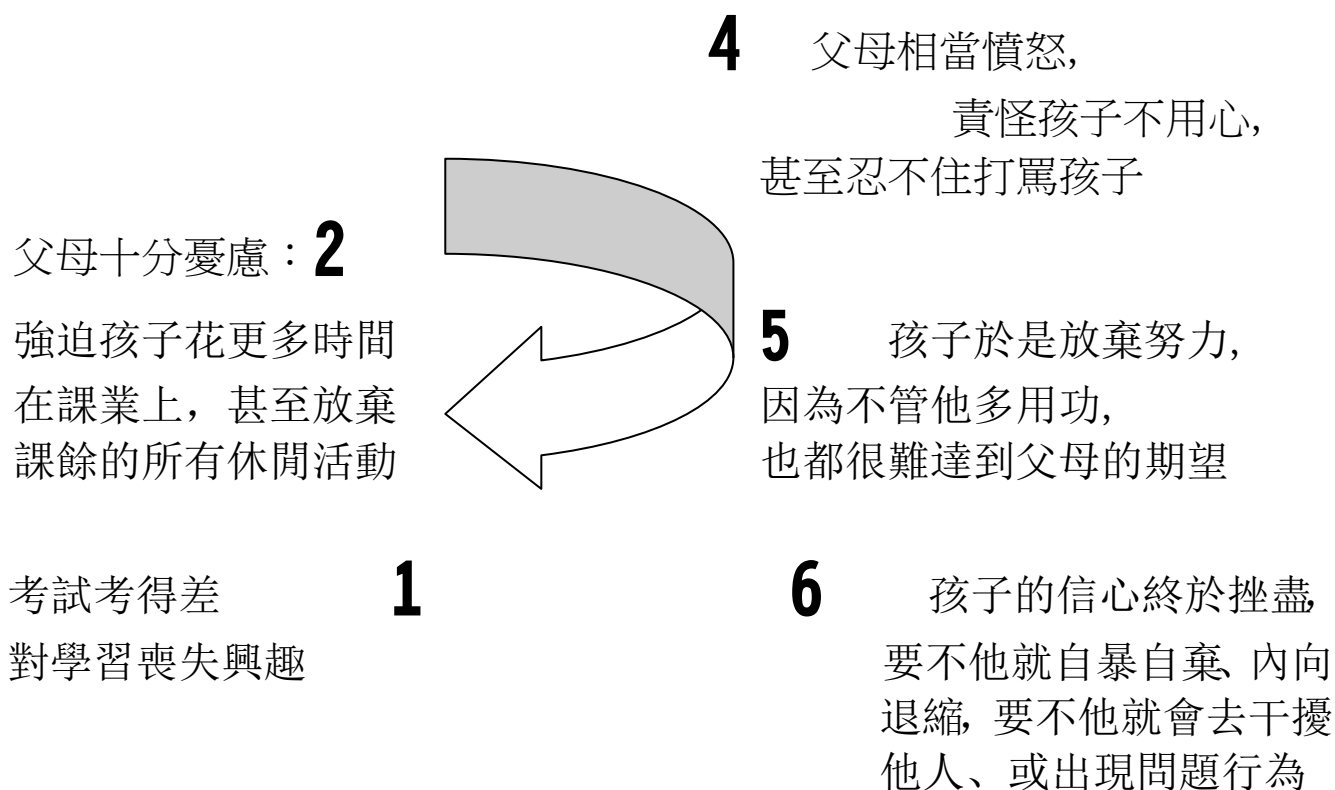 4 父母相當憤怒,
責怪孩子不用心,
甚至忍不住打罵孩子
父母十分憂慮：2
強迫孩子花更多時間
在課業上，甚至放棄
課餘的所有休閒活動
5 孩子於是放棄努力,
因為不管他多用功,
也都很難達到父母的期望
考試考得差 1
對學習喪失興趣
6 孩子的信心終於挫盡,
要不他就自暴自棄、內向
退縮, 要不他就會去干擾
他人、或出現問題行為